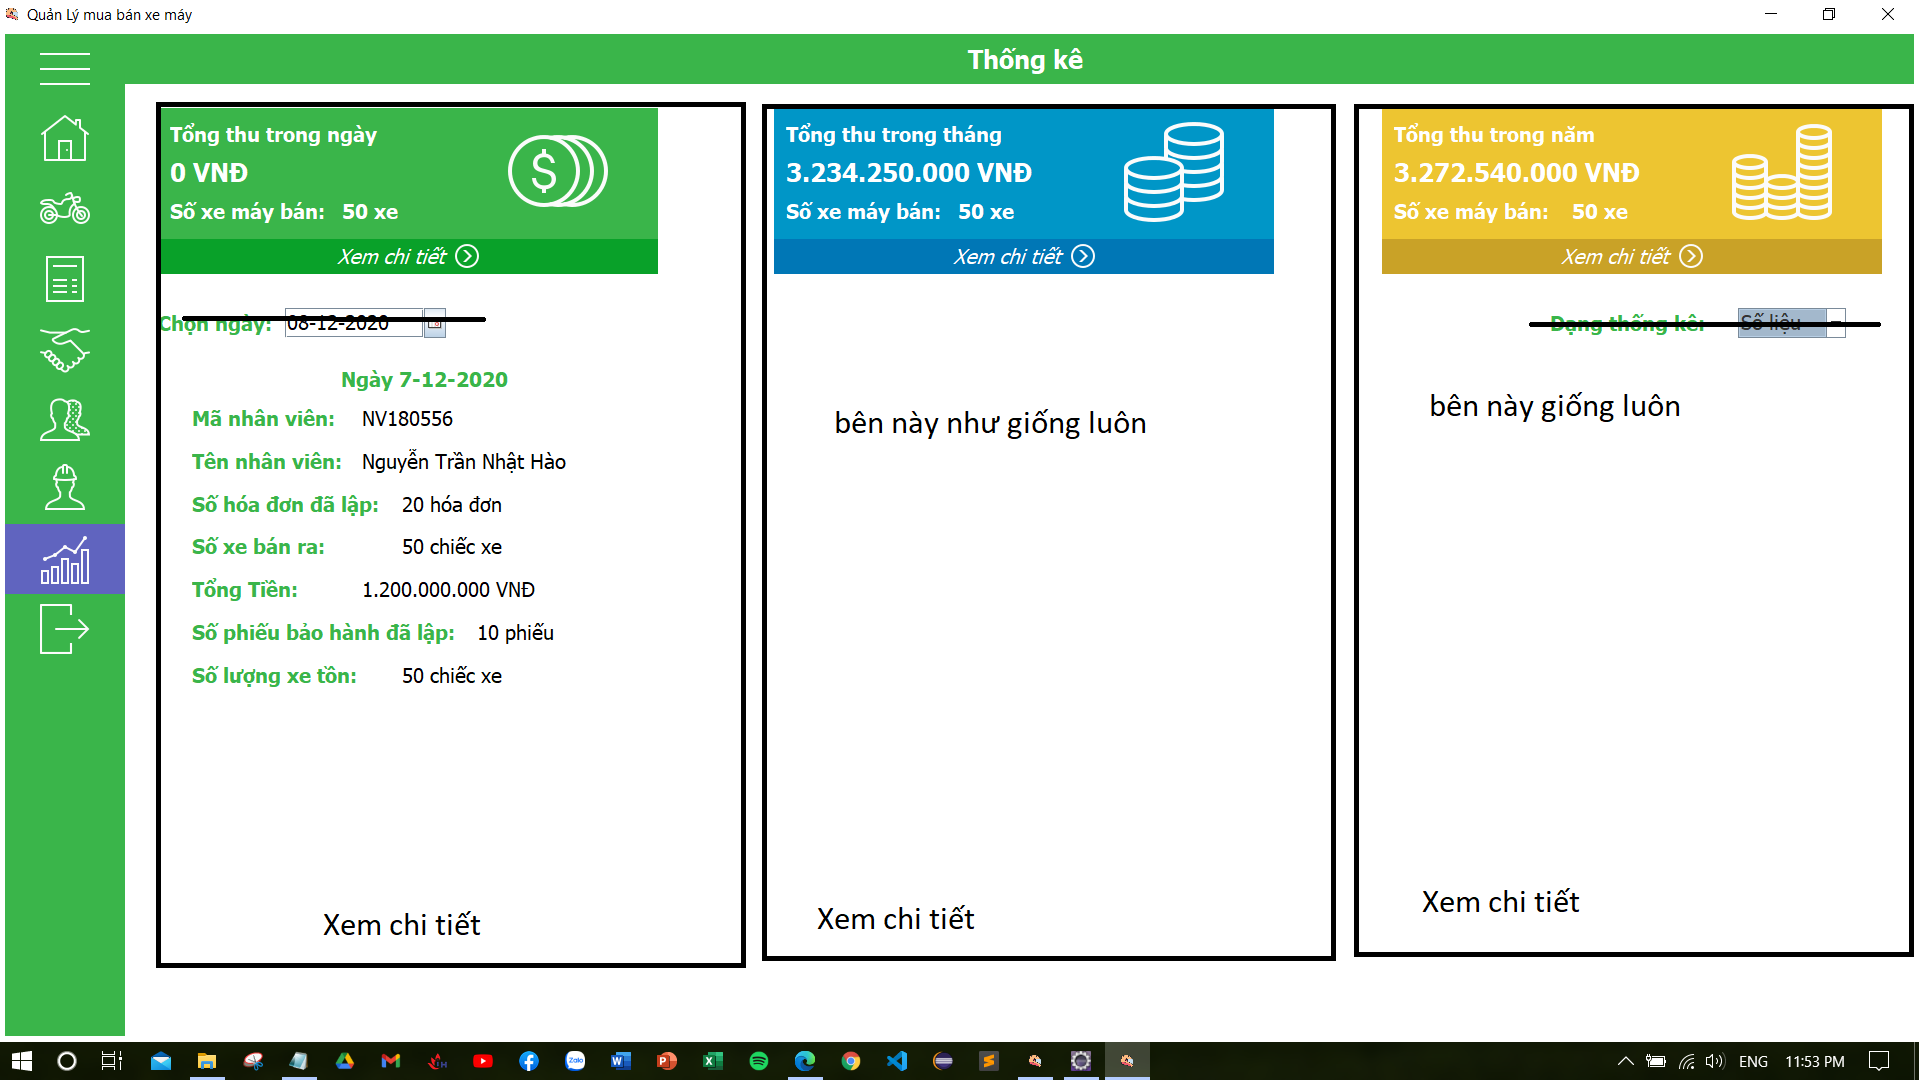 Quản Lý mua bán xe máy
Thống kê
Tổng thu trong ngày
0 VNĐ
Số xe máy bán: 50 xe
Xem chi tiết
Chọn ngày: 08-12-2020
Ngày 7-12-2020
Mã nhân viên: NV180556
Tên nhân viên: Nguyễn Trần Nhật Hào
Số hóa đơn đã lập: 20 hóa đơn
Số xe bán ra: 50 chiếc xe
Tổng Tiền: 1.200.000.000 VNĐ
Số phiếu bảo hành đã lập: 10 phiếu
Số lượng xe tồn: 50 chiếc xe
Xem chi tiết
Tổng thu trong tháng
3.234.250.000 VNĐ
Số xe máy bán: 50 xe
Xem chi tiết
bên này như giống luôn
Xem chi tiết
Tổng thu trong năm
3.272.540.000 VNĐ
Số xe máy bán: 50 xe
Xem chi tiết
Dạng thống kê: Số liệu
bên này giống luôn
Xem chi tiết
ENG
11:53 PM